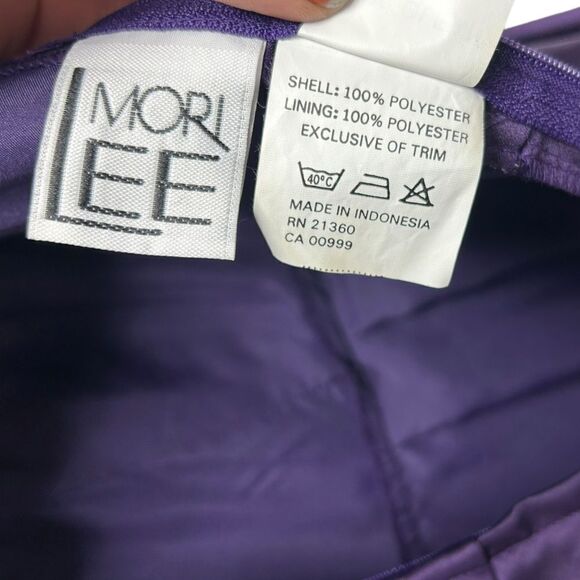 MORI
LEE
SHELL: 100% POLYESTER
LINING: 100% POLYESTER
EXCLUSIVE OF TRIM
40°C
MADE IN INDONESIA
RN 21360
CA 00999